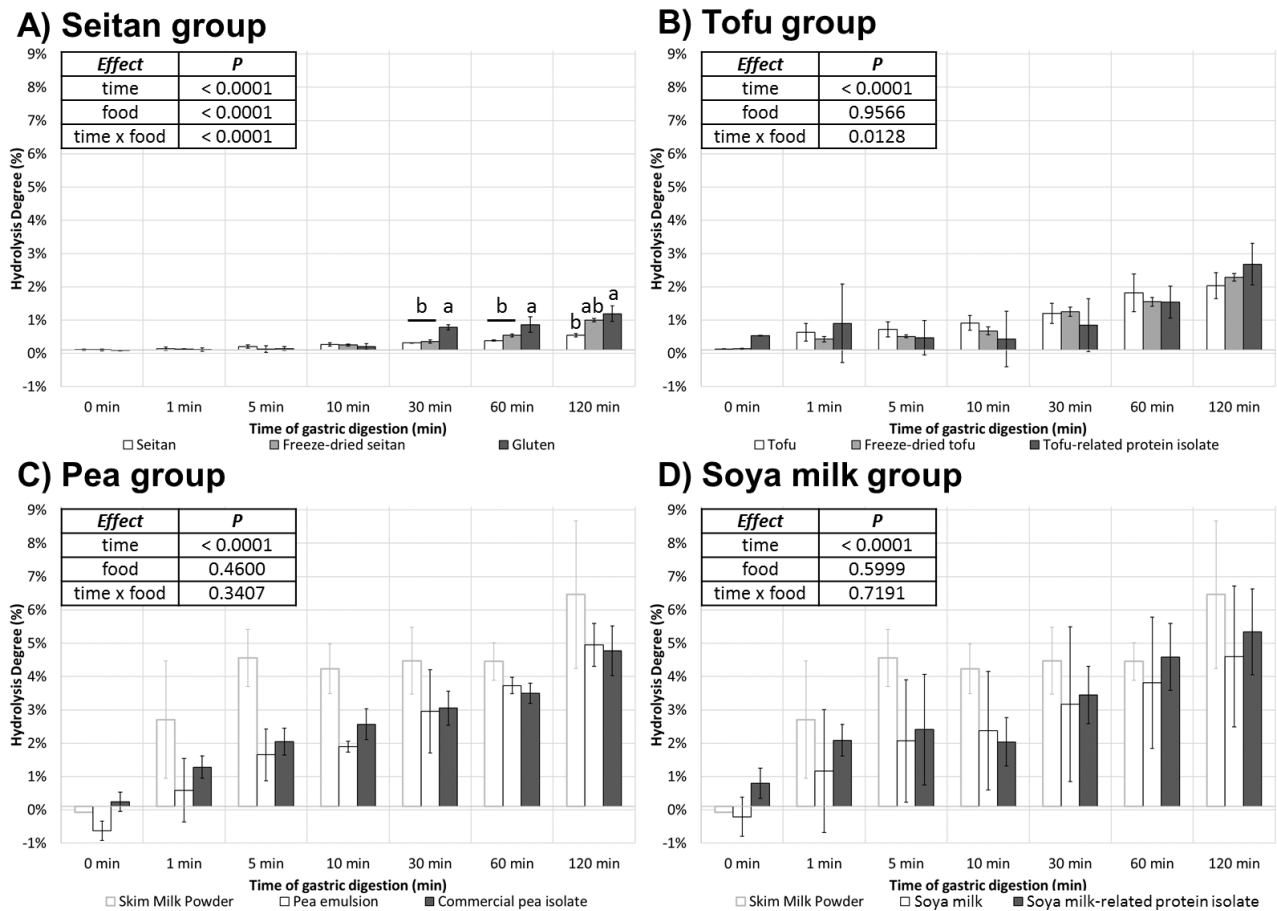 A) Seitan group
Effect P
time < 0.0001
food < 0.0001
time x food < 0.0001
Hydrolysis Degree (%)
9%
8%
7%
6%
5%
4%
3%
2%
1%
0%
-1%
b a b a b ab a
0 min 1 min 5 min 10 min 30 min 60 min 120 min
Time of gastric digestion (min)
Seitan Freeze-dried seitan Gluten
B) Tofu group
Effect P
time < 0.0001
food 0.9566
time x food 0.0128
Hydrolysis Degree (%)
9%
8%
7%
6%
5%
4%
3%
2%
1%
0%
-1%
0 min 1 min 5 min 10 min 30 min 60 min 120 min
Time of gastric digestion (min)
Tofu Freeze-dried tofu Tofu-related protein isolate
C) Pea group
Effect P
time < 0.0001
food 0.4600
time x food 0.3407
Hydrolysis Degree (%)
9%
8%
7%
6%
5%
4%
3%
2%
1%
0%
-1%
0 min 1 min 5 min 10 min 30 min 60 min 120 min
Time of gastric digestion (min)
Skim Milk Powder Pea emulsion Commercial pea isolate
D) Soya milk group
Effect P
time < 0.0001
food 0.5999
time x food 0.7191
Hydrolysis Degree (%)
9%
8%
7%
6%
5%
4%
3%
2%
1%
0%
-1%
0 min 1 min 5 min 10 min 30 min 60 min 120 min
Time of gastric digestion (min)
Skim Milk Powder Soya milk Soya milk-related protein isolate